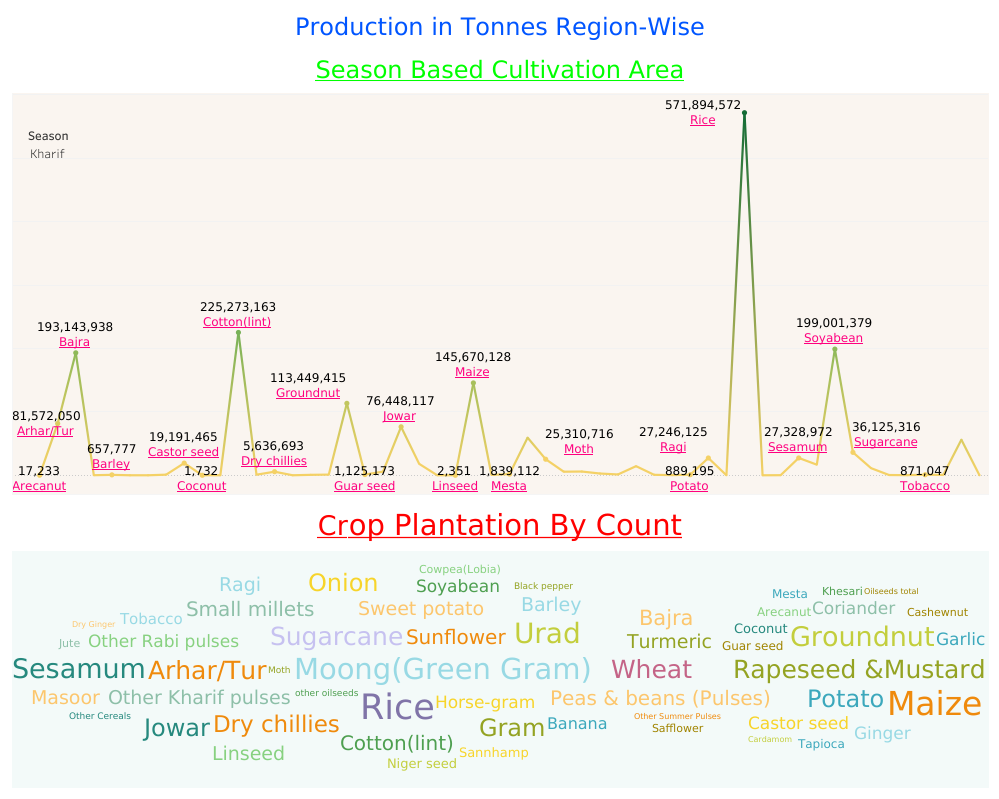 Production in Tonnes Region-Wise
Season Based Cultivation Area
571,894,572
Rice
Season
Kharif
225,273,163
Cotton(lint)
193,143,938
Bajra
199,001,379
Soyabean
145,670,128
Maize
113,449,415
Groundnut
76,448,117
Jowar
81,572,050
Arhar/Tur
19,191,465
Castor seed
657,777
Barley
5,636,693
Dry chillies
25,310,716
Moth
27,246,125
Ragi
27,328,972
Sesamum
36,125,316
Sugarcane
17,233
Arecanut
1,732
Coconut
1,125,173
Guar seed
2,351
Linseed
1,839,112
Mesta
889,195
Potato
871,047
Tobacco
Crop Plantation By Count
Cowpea(Lobia)
Ragi Onion Soyabean Black pepper
Mesta Khesari Oilseeds total
Small millets Sweet potato Barley Bajra Arecanut Coriander Cashewnut
Dry Ginger Tobacco
Jute Other Rabi pulses Sugarcane Sunflower Urad Turmeric Coconut Guar seed Groundnut Garlic
Sesamum Arhar/Tur Moth Moong(Green Gram) Wheat Rapeseed &Mustard
Masoor Other Kharif pulses other oilseeds Rice Horse-gram Peas & beans (Pulses) Potato Maize
Other Cereals Jowar Dry chillies Gram Banana Other Summer Pulses Safflower Castor seed Ginger
Linseed Cotton(lint) Sannhamp Cardamom Tapioca
Niger seed